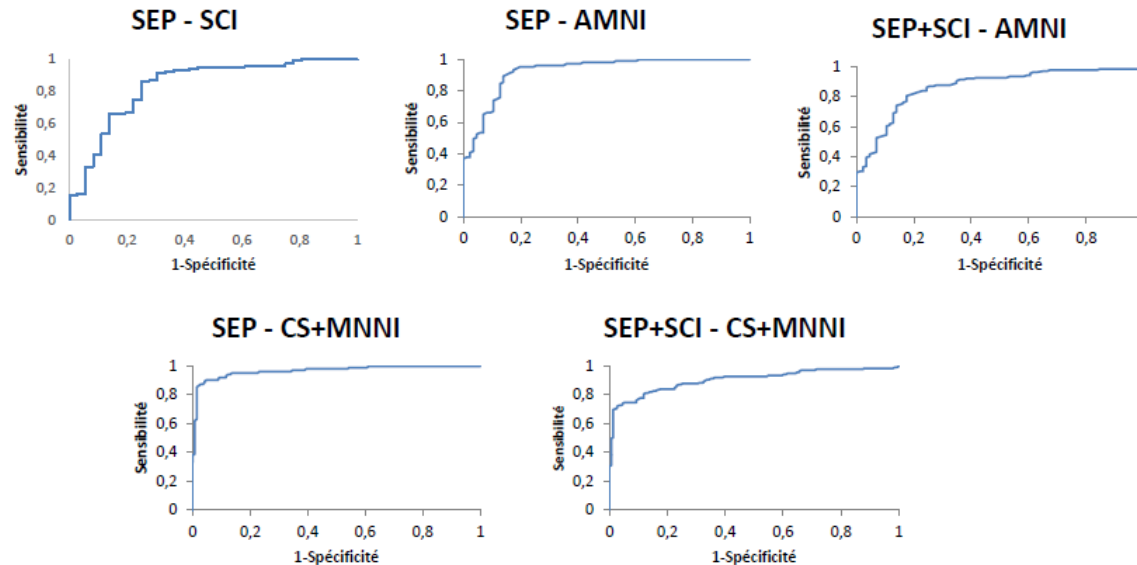 SEP - SCI
Sensibilité
1
0,8
0,6
0,4
0,2
0
0 0,2 0,4 0,6 0,8 1
1-Spécificité
SEP - AMNI
Sensibilité
1
0,8
0,6
0,4
0,2
0
0 0,2 0,4 0,6 0,8 1
1-Spécificité
SEP+SCI - AMNI
Sensibilité
1
0,8
0,6
0,4
0,2
0
0 0,2 0,4 0,6 0,8
1-Spécificité
SEP - CS+MNNI
Sensibilité
1
0,8
0,6
0,4
0,2
0
0 0,2 0,4 0,6 0,8 1
1-Spécificité
SEP+SCI - CS+MNNI
Sensibilité
1
0,8
0,6
0,4
0,2
0
0 0,2 0,4 0,6 0,8 1
1-Spécificité